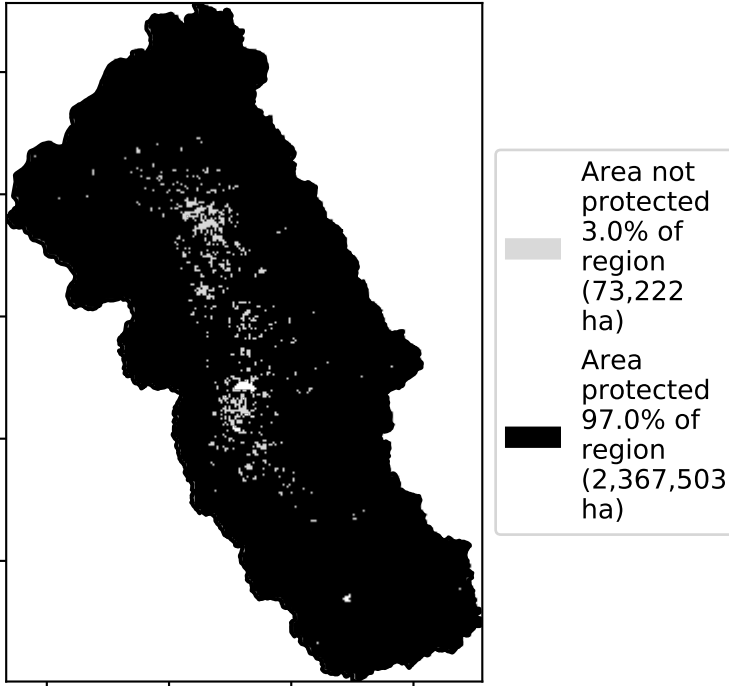 Area not
protected
3.0% of
region
(73,222
ha)
Area
protected
97.0% of
region
(2,367,503
ha)